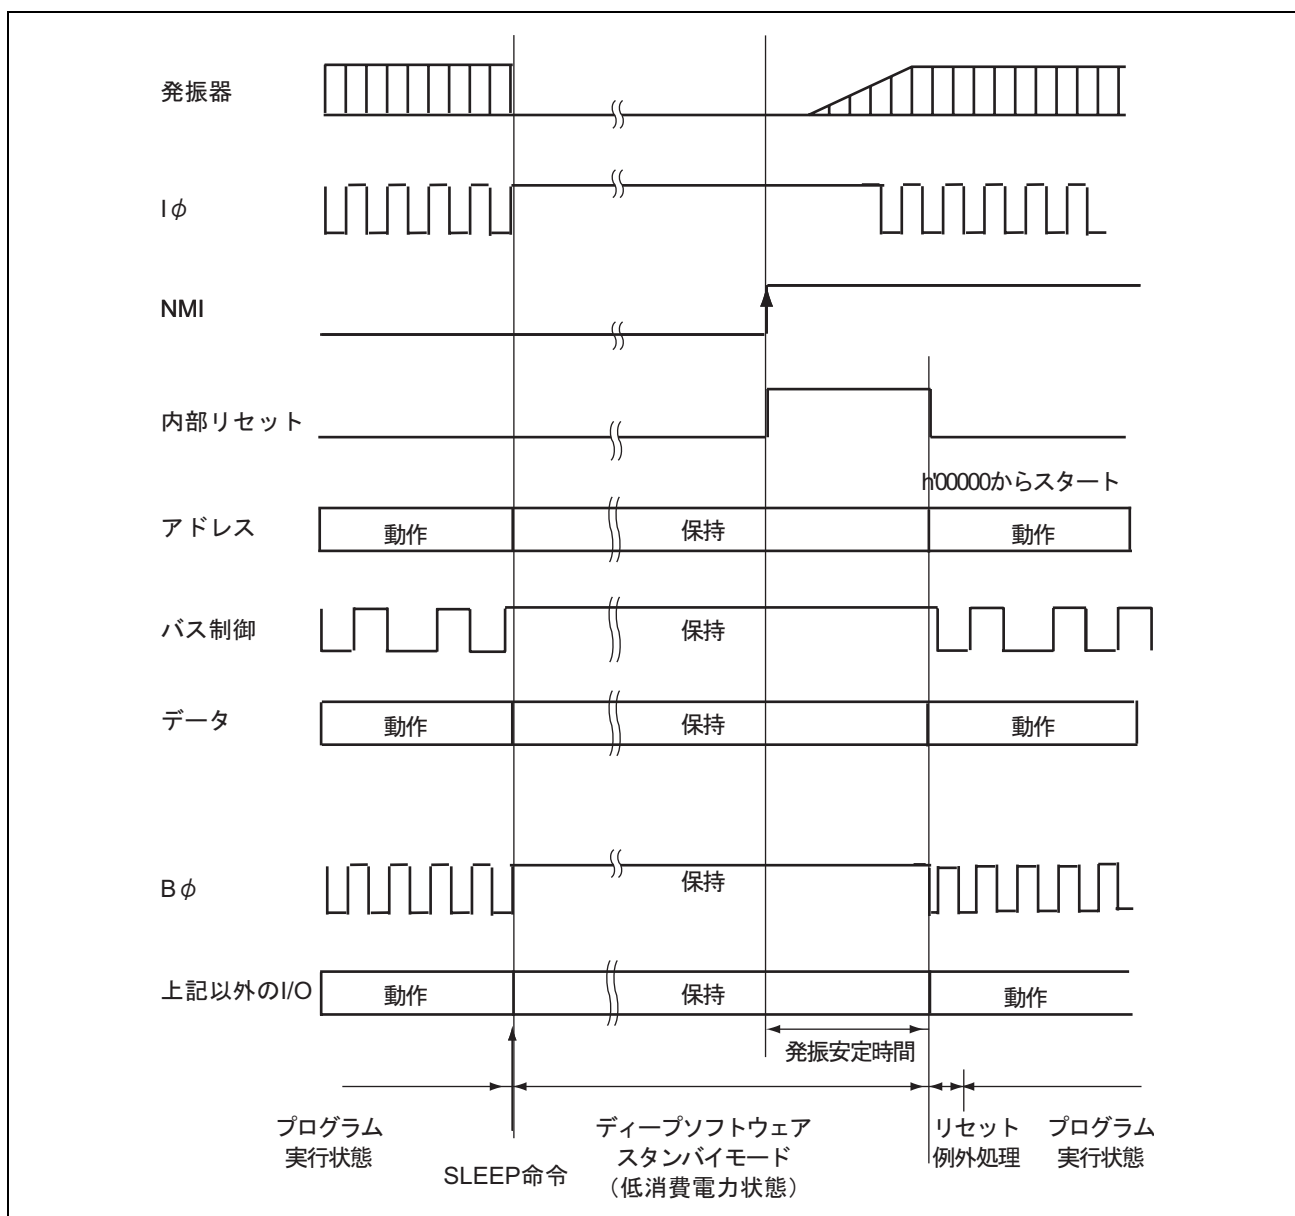 発振器
Iφ
NMI
内部リセット
h'00000からスタート
アドレス
動作
保持
動作
バス制御
保持
データ
動作
保持
動作
Bφ
保持
上記以外のI/O
動作
保持
動作
発振安定時間
プログラム
実行状態
SLEEP命令
ディープソフトウェア
スタンバイモード
（低消費電力状態）
リセット
例外処理
プログラム
実行状態